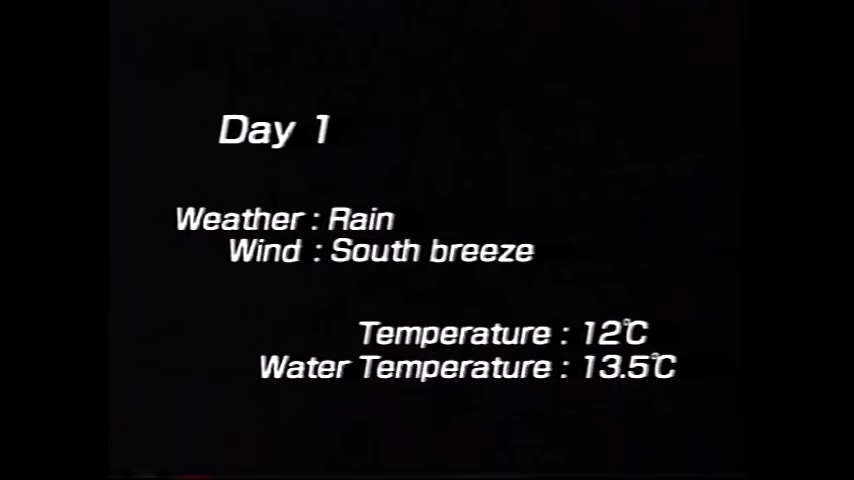 Day 1
Weather : Rain
Wind : South breeze
Temperature : 12℃
Water Temperature : 13.5℃